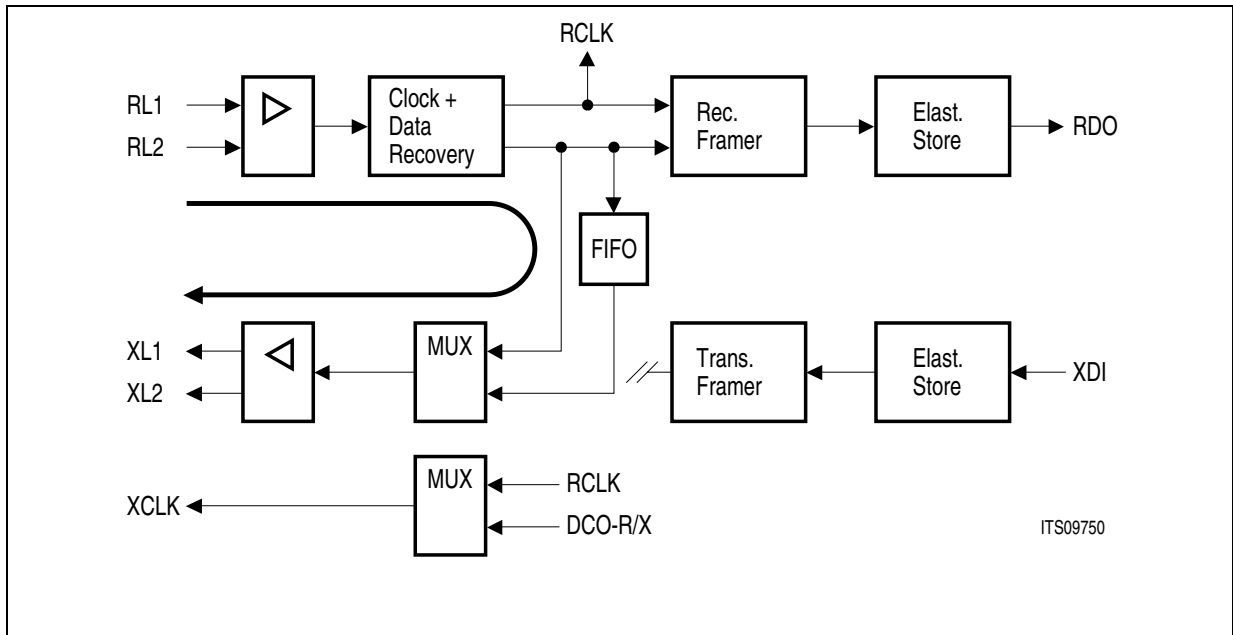 RCLK
RL1
RL2
Clock +
Data
Recovery
Rec.
Framer
Elast.
Store
RDO
FIFO
XL1
XL2
MUX
Trans.
Framer
Elast.
Store
XDI
XCLK
MUX
RCLK
DCO-R/X
ITS09750